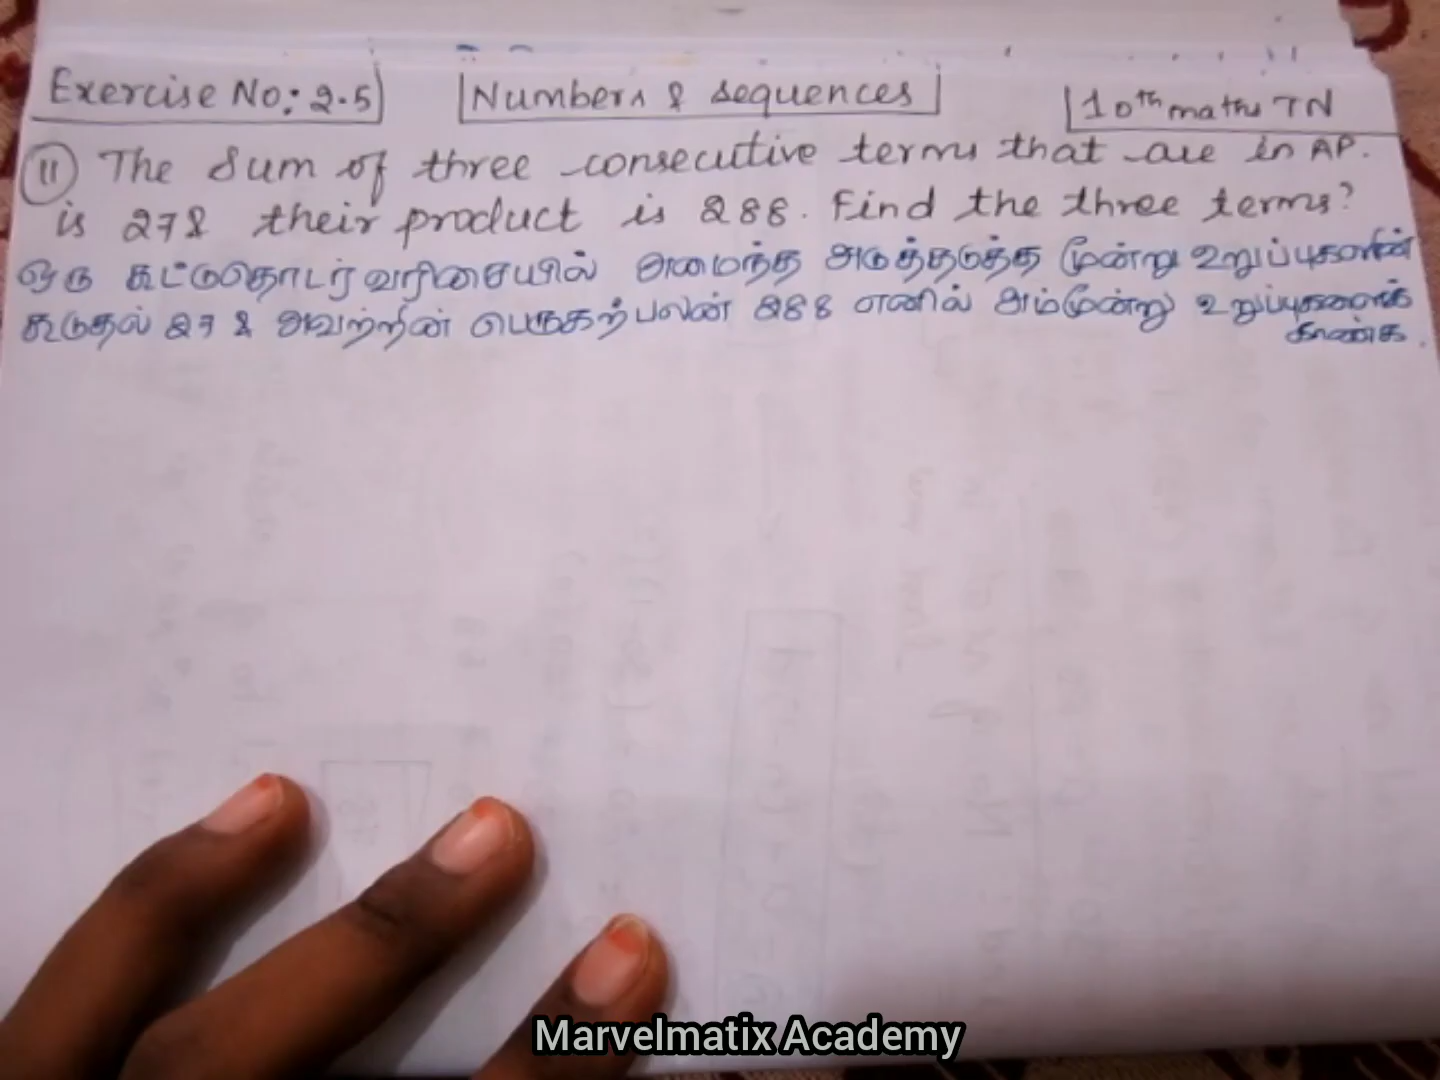 Exercise No: 2.5 Numbers & sequences 10th maths TN
11 The Sum of three consecutive terms that are in AP.
is 27 & their product is 288. Find the three terms?
ஒரு கூட்டுதொடர் வரிசையில் அமைந்த அடுத்தடுத்த மூன்று உறுப்புகளின்
கூடுதல் 27 & அவற்றின் பெருகற்பலன் 288 எனில் அம்மூன்று உறுப்புகளைக்
காண்க.
Marvelmatix Academy